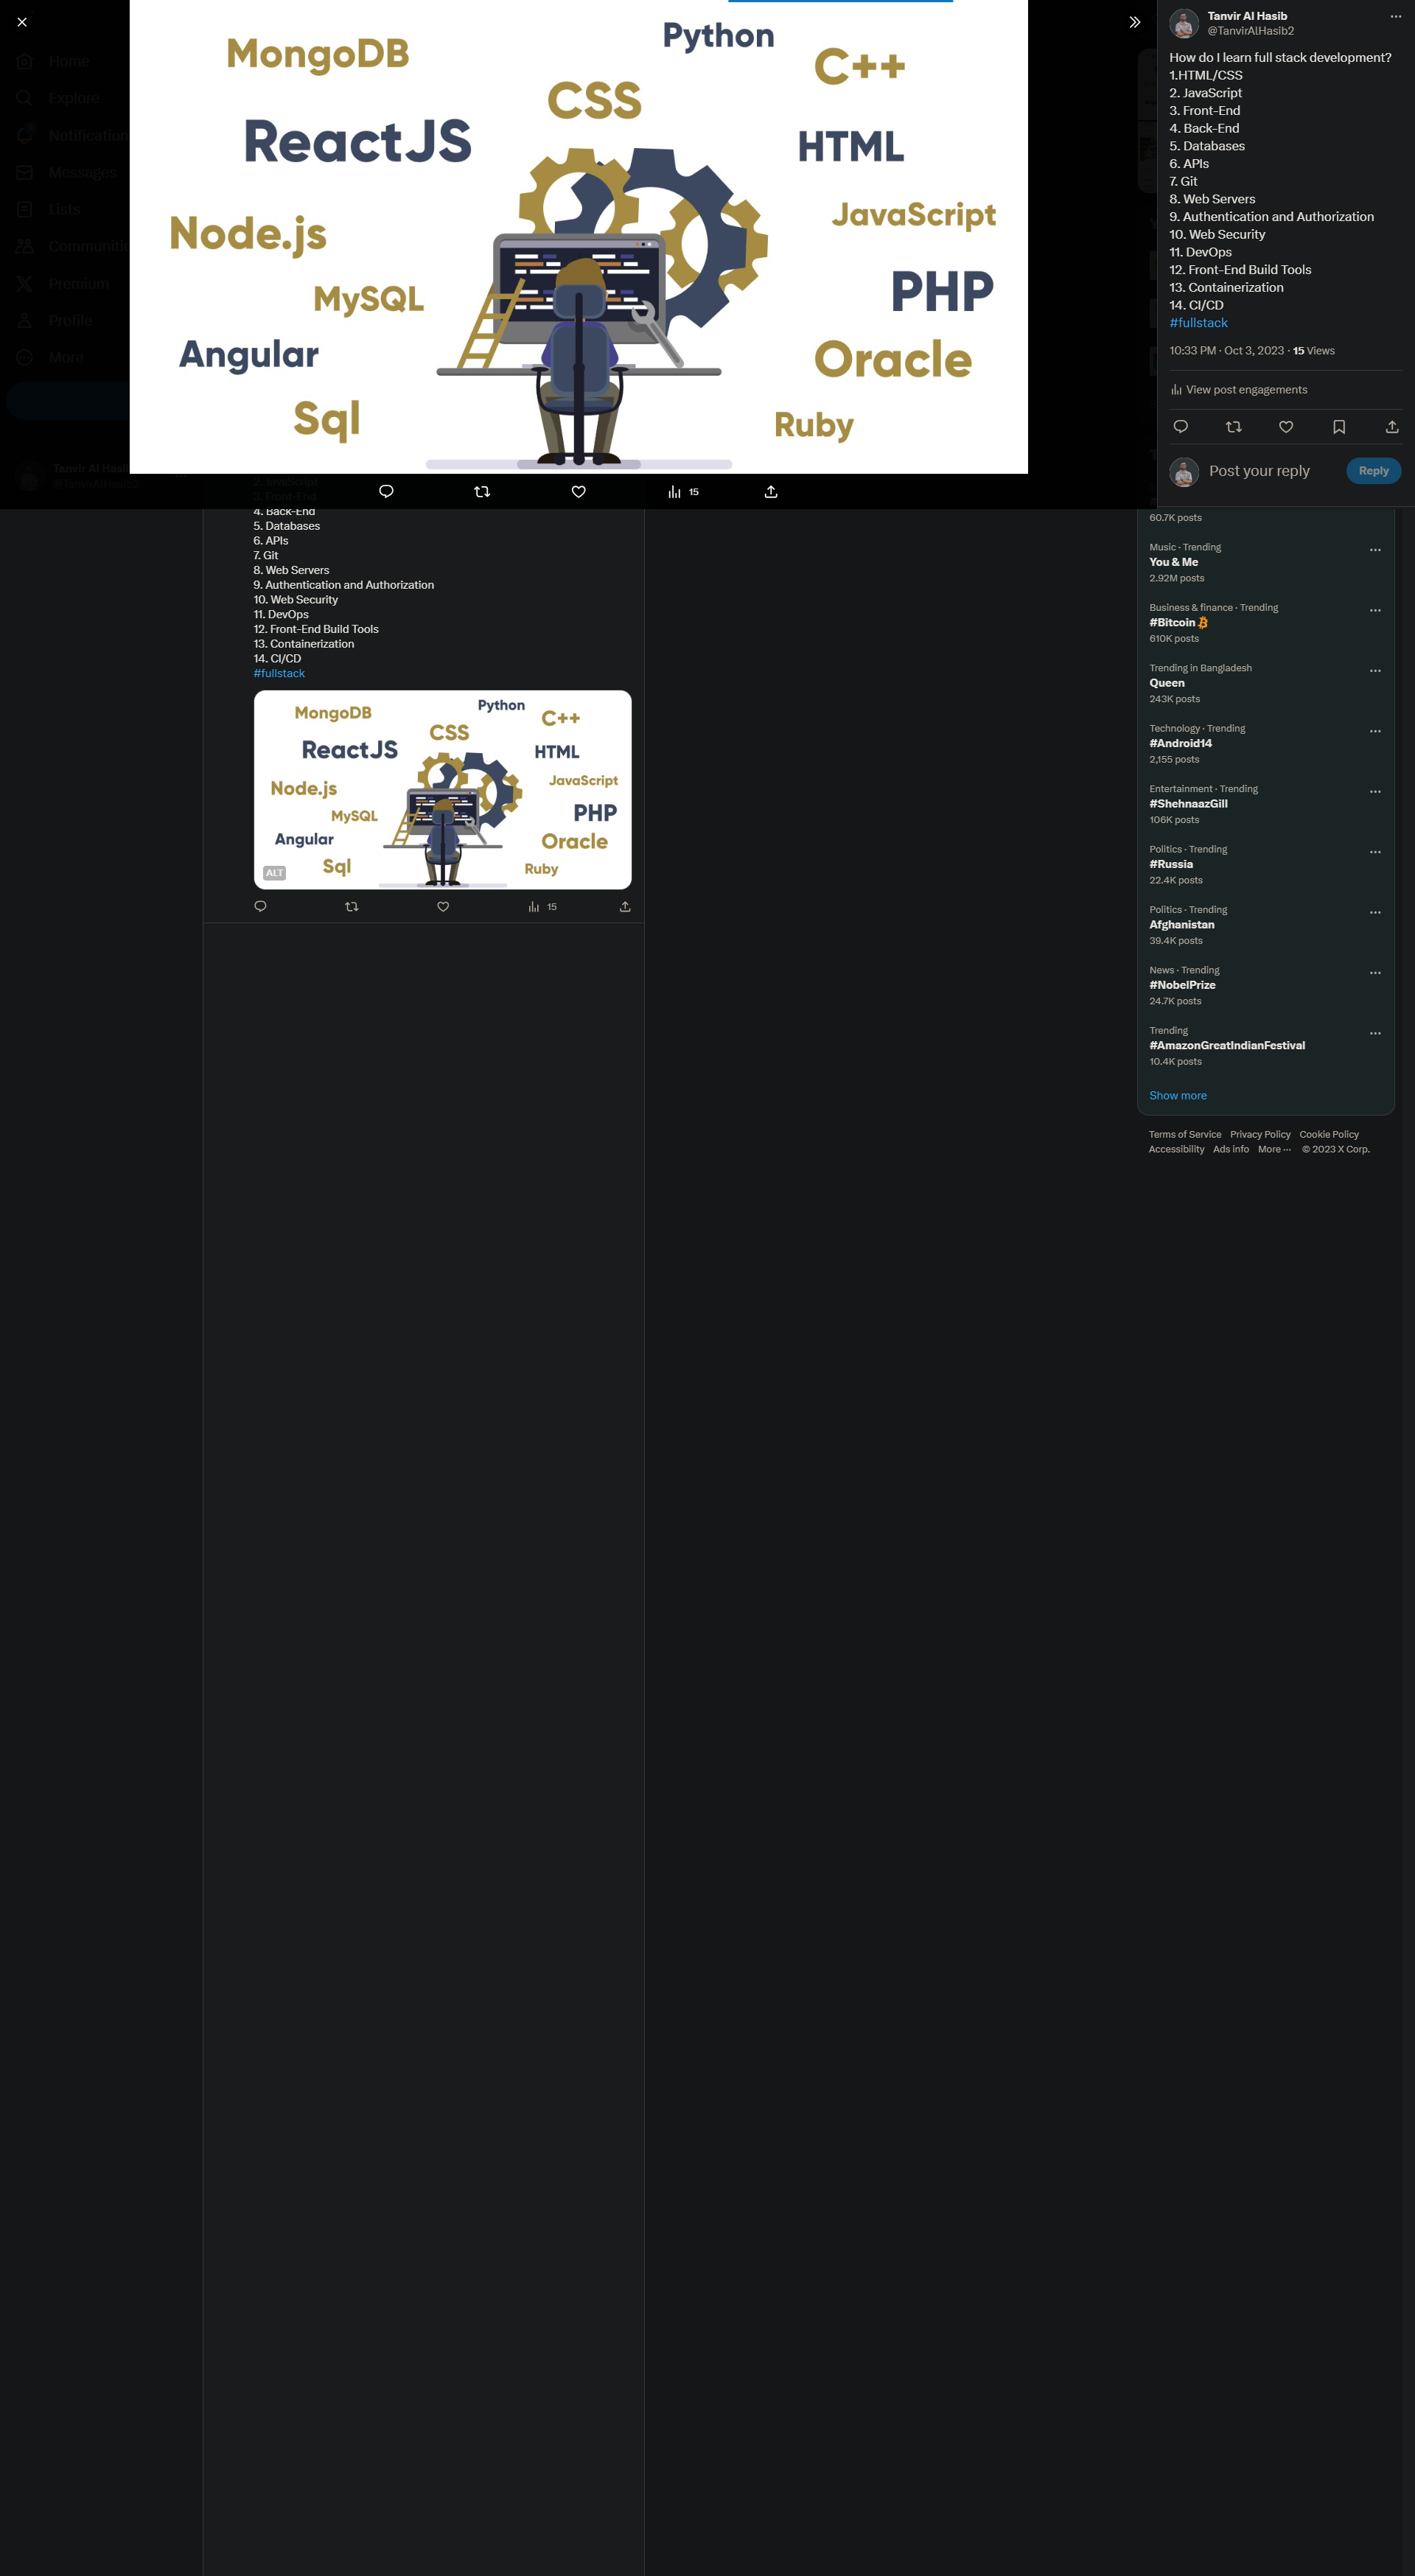 Home
Explore
Notification
Messages
Lists
Communitie
Premium
Profile
More
Tanvir Al Hasib
@TanvirAlHasib2
MongoDB
Python
C++
CSS
ReactJS
HTML
Node.js
JavaScript
MySQL
PHP
Angular
Oracle
Sql
Ruby
15
Tanvir Al Hasib
@TanvirAlHasib2
How do I learn full stack development?
1.HTML/CSS
2. JavaScript
3. Front-End
4. Back-End
5. Databases
6. APIs
7. Git
8. Web Servers
9. Authentication and Authorization
10. Web Security
11. DevOps
12. Front-End Build Tools
13. Containerization
14. CI/CD
#fullstack
10:33 PM · Oct 3, 2023 · 15 Views
View post engagements
Post your reply
Reply
2. JavaScript
3. Front-End
4. Back-End
5. Databases
6. APIs
7. Git
8. Web Servers
9. Authentication and Authorization
10. Web Security
11. DevOps
12. Front-End Build Tools
13. Containerization
14. CI/CD
#fullstack
MongoDB
Python
C++
CSS
ReactJS
HTML
Node.js
JavaScript
MySQL
PHP
Angular
Oracle
Sql
Ruby
ALT
15
60.7K posts
Music · Trending
You & Me
2.92M posts
Business & finance · Trending
#Bitcoin
610K posts
Trending in Bangladesh
Queen
243K posts
Technology · Trending
#Android14
2,155 posts
Entertainment · Trending
#ShehnaazGill
106K posts
Politics · Trending
#Russia
22.4K posts
Politics · Trending
Afghanistan
39.4K posts
News · Trending
#NobelPrize
24.7K posts
Trending
#AmazonGreatIndianFestival
10.4K posts
Show more
Terms of Service Privacy Policy Cookie Policy
Accessibility Ads info More ··· © 2023 X Corp.